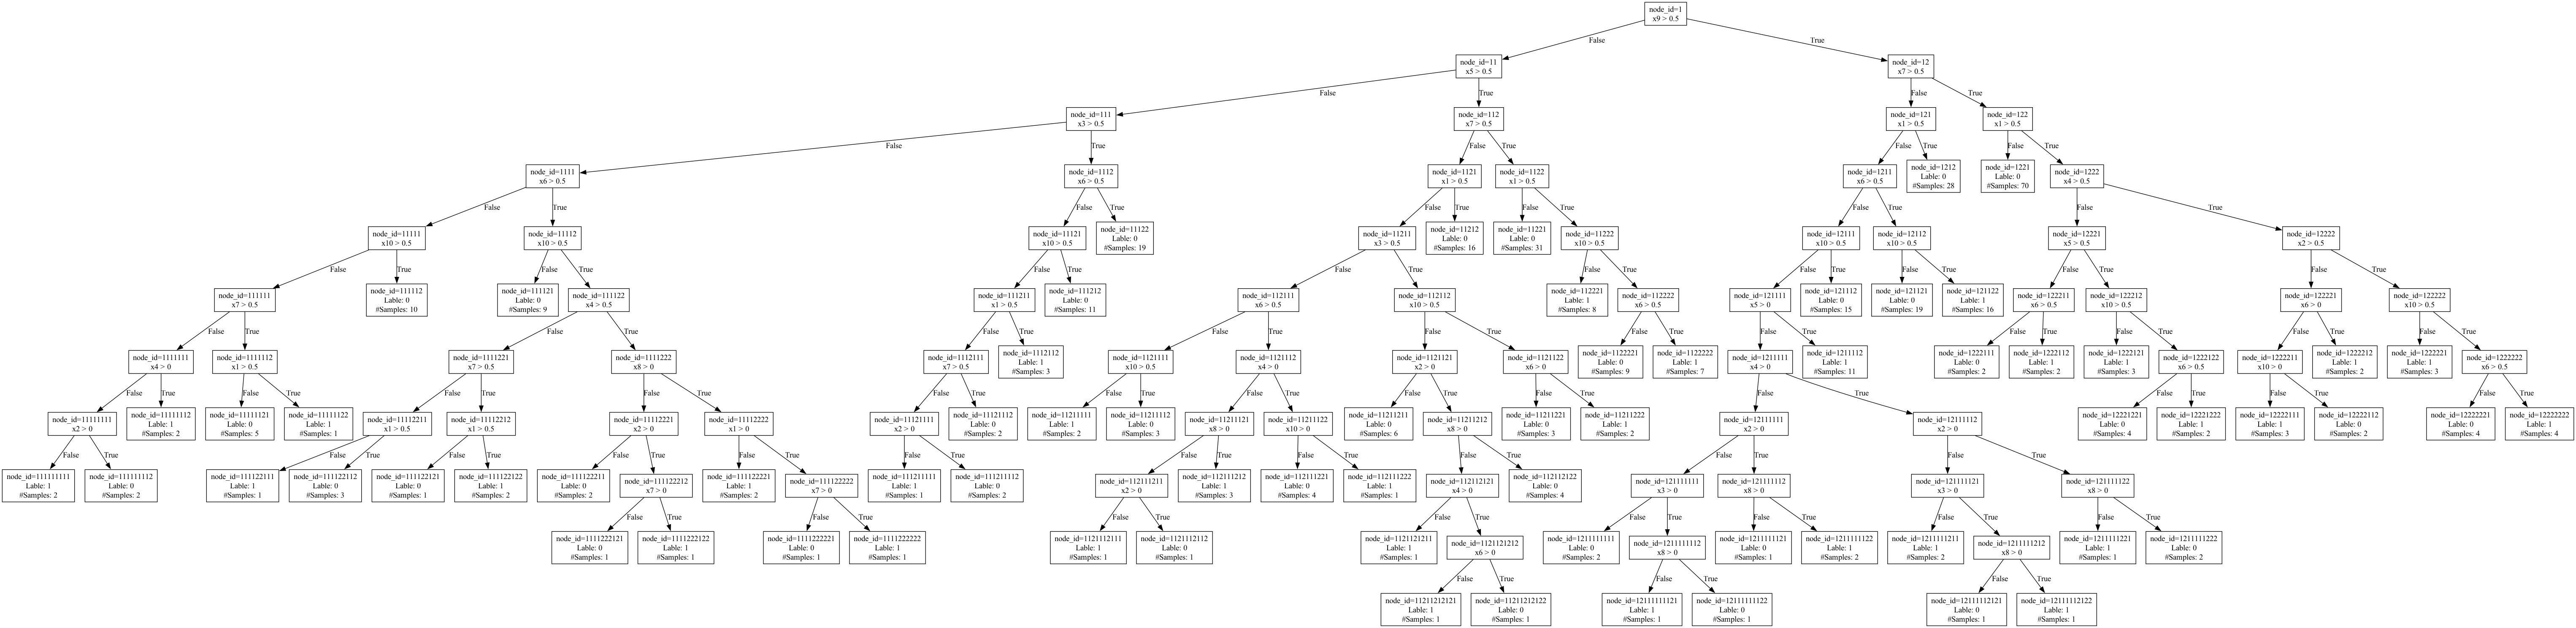 node_id=1
x9 > 0.5
False
True
node_id=11
x5 > 0.5
node_id=12
x7 > 0.5
False
True
False
True
node_id=111
x3 > 0.5
node_id=112
x7 > 0.5
node_id=121
x1 > 0.5
node_id=122
x1 > 0.5
False
True
False
True
False
True
False
True
node_id=1111
x6 > 0.5
node_id=1112
x6 > 0.5
node_id=1121
x1 > 0.5
node_id=1122
x1 > 0.5
node_id=1211
x6 > 0.5
node_id=1212
Lable: 0
#Samples: 28
node_id=1221
Lable: 0
#Samples: 70
node_id=1222
x4 > 0.5
False
True
False
True
False
True
False
True
False
True
False
True
node_id=11111
x10 > 0.5
node_id=11112
x10 > 0.5
node_id=11121
x10 > 0.5
node_id=11122
Lable: 0
#Samples: 19
node_id=11211
x3 > 0.5
node_id=11212
Lable: 0
#Samples: 16
node_id=11221
Lable: 0
#Samples: 31
node_id=11222
x10 > 0.5
node_id=12111
x10 > 0.5
node_id=12112
x10 > 0.5
node_id=12221
x5 > 0.5
node_id=12222
x2 > 0.5
False
True
False
True
False
True
False
True
False
True
False
True
False
True
False
True
False
True
node_id=111111
x7 > 0.5
node_id=111112
Lable: 0
#Samples: 10
node_id=111121
Lable: 0
#Samples: 9
node_id=111122
x4 > 0.5
node_id=111211
x1 > 0.5
node_id=111212
Lable: 0
#Samples: 11
node_id=112111
x6 > 0.5
node_id=112112
x10 > 0.5
node_id=112221
Lable: 1
#Samples: 8
node_id=112222
x6 > 0.5
node_id=121111
x5 > 0
node_id=121112
Lable: 0
#Samples: 15
node_id=121121
Lable: 0
#Samples: 19
node_id=121122
Lable: 1
#Samples: 16
node_id=122211
x6 > 0.5
node_id=122212
x10 > 0.5
node_id=122221
x6 > 0
node_id=122222
x10 > 0.5
False
True
False
True
False
True
False
True
False
True
False
True
False
True
False
True
False
True
False
True
False
True
node_id=1111111
x4 > 0
node_id=1111112
x1 > 0.5
node_id=1111221
x7 > 0.5
node_id=1111222
x8 > 0
node_id=1112111
x7 > 0.5
node_id=1112112
Lable: 1
#Samples: 3
node_id=1121111
x10 > 0.5
node_id=1121112
x4 > 0
node_id=1121121
x2 > 0
node_id=1121122
x6 > 0
node_id=1122221
Lable: 0
#Samples: 9
node_id=1122222
Lable: 1
#Samples: 7
node_id=1211111
x4 > 0
node_id=1211112
Lable: 1
#Samples: 11
node_id=1222111
Lable: 0
#Samples: 2
node_id=1222112
Lable: 1
#Samples: 2
node_id=1222121
Lable: 1
#Samples: 3
node_id=1222122
x6 > 0.5
node_id=1222211
x10 > 0
node_id=1222212
Lable: 1
#Samples: 2
node_id=1222221
Lable: 1
#Samples: 3
node_id=1222222
x6 > 0.5
False
True
False
True
False
True
False
True
False
True
False
True
False
True
False
True
False
True
False
True
False
True
False
True
False
True
node_id=11111111
x2 > 0
node_id=11111112
Lable: 1
#Samples: 2
node_id=11111121
Lable: 0
#Samples: 5
node_id=11111122
Lable: 1
#Samples: 1
node_id=11112211
x1 > 0.5
node_id=11112212
x1 > 0.5
node_id=11112221
x2 > 0
node_id=11112222
x1 > 0
node_id=11121111
x2 > 0
node_id=11121112
Lable: 0
#Samples: 2
node_id=11211111
Lable: 1
#Samples: 2
node_id=11211112
Lable: 0
#Samples: 3
node_id=11211121
x8 > 0
node_id=11211122
x10 > 0
node_id=11211211
Lable: 0
#Samples: 6
node_id=11211212
x8 > 0
node_id=11211221
Lable: 0
#Samples: 3
node_id=11211222
Lable: 1
#Samples: 2
node_id=12111111
x2 > 0
node_id=12111112
x2 > 0
node_id=12221221
Lable: 0
#Samples: 4
node_id=12221222
Lable: 1
#Samples: 2
node_id=12222111
Lable: 1
#Samples: 3
node_id=12222112
Lable: 0
#Samples: 2
node_id=12222221
Lable: 0
#Samples: 4
node_id=12222222
Lable: 1
#Samples: 4
False
True
False
True
False
True
False
True
False
True
False
True
False
True
False
True
False
True
False
True
False
True
node_id=111111111
Lable: 1
#Samples: 2
node_id=111111112
Lable: 0
#Samples: 2
node_id=111122111
Lable: 1
#Samples: 1
node_id=111122112
Lable: 0
#Samples: 3
node_id=111122121
Lable: 0
#Samples: 1
node_id=111122122
Lable: 1
#Samples: 2
node_id=111122211
Lable: 0
#Samples: 2
node_id=111122212
x7 > 0
node_id=111122221
Lable: 1
#Samples: 2
node_id=111122222
x7 > 0
node_id=111211111
Lable: 1
#Samples: 1
node_id=111211112
Lable: 0
#Samples: 2
node_id=112111211
x2 > 0
node_id=112111212
Lable: 1
#Samples: 3
node_id=112111221
Lable: 0
#Samples: 4
node_id=112111222
Lable: 1
#Samples: 1
node_id=112112121
x4 > 0
node_id=112112122
Lable: 0
#Samples: 4
node_id=121111111
x3 > 0
node_id=121111112
x8 > 0
node_id=121111121
x3 > 0
node_id=121111122
x8 > 0
False
True
False
True
False
True
False
True
False
True
False
True
False
True
False
True
node_id=1111222121
Lable: 0
#Samples: 1
node_id=1111222122
Lable: 1
#Samples: 1
node_id=1111222221
Lable: 0
#Samples: 1
node_id=1111222222
Lable: 1
#Samples: 1
node_id=1121112111
Lable: 1
#Samples: 1
node_id=1121112112
Lable: 0
#Samples: 1
node_id=1121121211
Lable: 1
#Samples: 1
node_id=1121121212
x6 > 0
node_id=1211111111
Lable: 0
#Samples: 2
node_id=1211111112
x8 > 0
node_id=1211111121
Lable: 0
#Samples: 1
node_id=1211111122
Lable: 1
#Samples: 2
node_id=1211111211
Lable: 1
#Samples: 2
node_id=1211111212
x8 > 0
node_id=1211111221
Lable: 1
#Samples: 1
node_id=1211111222
Lable: 0
#Samples: 2
False
True
False
True
False
True
node_id=11211212121
Lable: 1
#Samples: 1
node_id=11211212122
Lable: 0
#Samples: 1
node_id=12111111121
Lable: 1
#Samples: 1
node_id=12111111122
Lable: 0
#Samples: 1
node_id=12111112121
Lable: 0
#Samples: 1
node_id=12111112122
Lable: 1
#Samples: 1